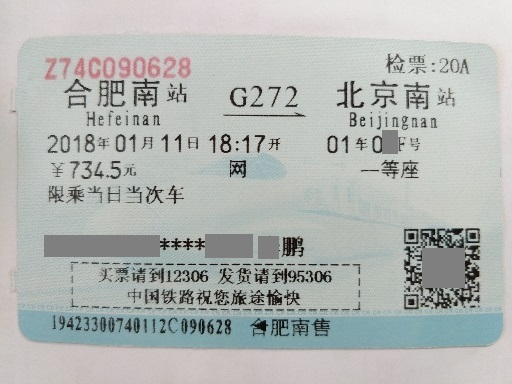 Z74C090628 检票:20A
合肥南站 G272 北京南站
Hefeinan Beijingnan
2018年01月11日18:17开 01车0F号
￥734.5元 网 一等座
限乘当日当次车
**** 鹏
买票请到12306 发货请到95306
中国铁路祝您旅途愉快
19423300740112C090628 合肥南售